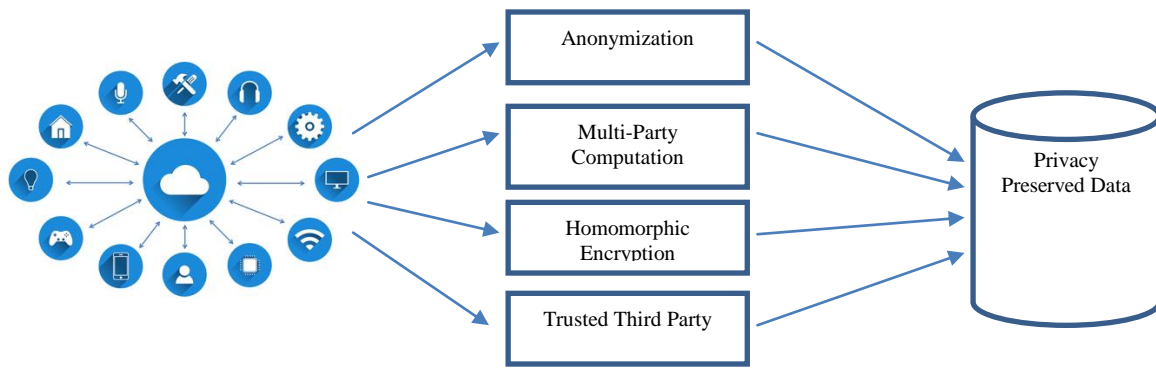 Anonymization
Multi-Party
Computation
Homomorphic
Encryption
Trusted Third Party
Privacy
Preserved Data